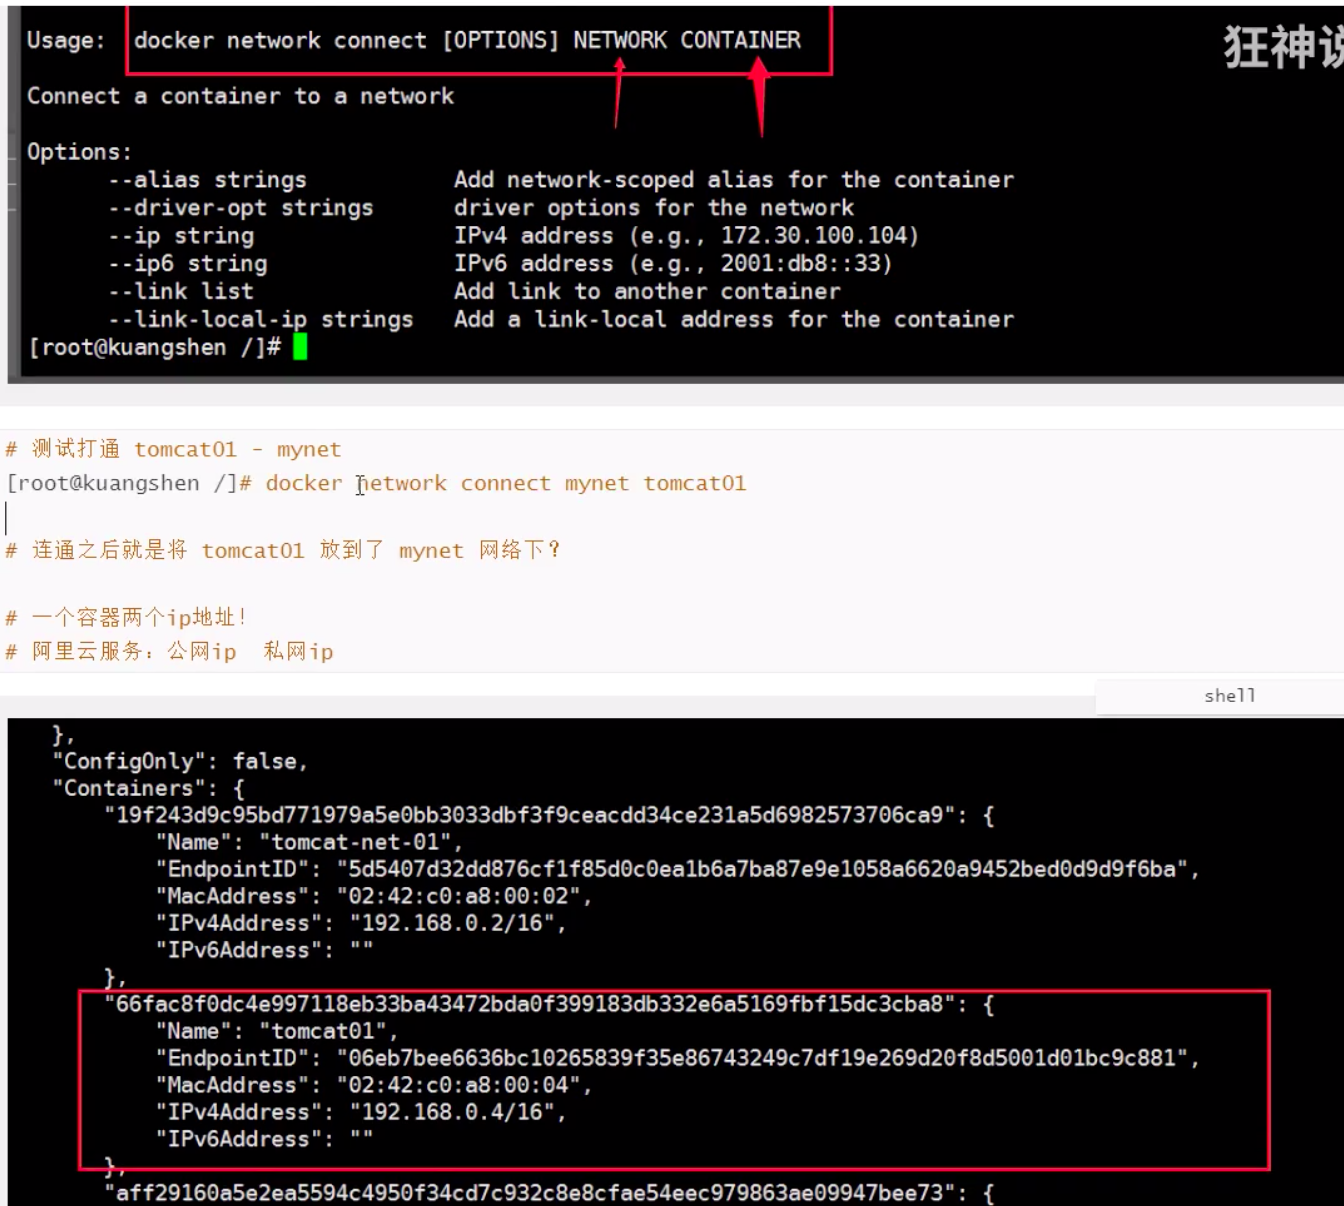 Usage: docker network connect [OPTIONS] NETWORK CONTAINER
狂神说
Connect a container to a network
Options:
--alias strings Add network-scoped alias for the container
--driver-opt strings driver options for the network
--ip string IPv4 address (e.g., 172.30.100.104)
--ip6 string IPv6 address (e.g., 2001:db8::33)
--link list Add link to another container
--link-local-ip strings Add a link-local address for the container
[root@kuangshen /]#
# 测试打通 tomcat01 - mynet
[root@kuangshen /]# docker network connect mynet tomcat01
# 连通之后就是将 tomcat01 放到了 mynet 网络下？
# 一个容器两个ip地址！
# 阿里云服务：公网ip 私网ip
shell
},
"ConfigOnly": false,
"Containers": {
"19f243d9c95bd771979a5e0bb3033dbf3f9ceacdd34ce231a5d6982573706ca9": {
"Name": "tomcat-net-01",
"EndpointID": "5d5407d32dd876cf1f85d0c0ea1b6a7ba87e9e1058a6620a9452bed0d9d9f6ba",
"MacAddress": "02:42:c0:a8:00:02",
"IPv4Address": "192.168.0.2/16",
"IPv6Address": ""
},
"66fac8f0dc4e997118eb33ba43472bda0f399183db332e6a5169fbf15dc3cba8": {
"Name": "tomcat01",
"EndpointID": "06eb7bee6636bc10265839f35e86743249c7df19e269d20f8d5001d01bc9c881",
"MacAddress": "02:42:c0:a8:00:04",
"IPv4Address": "192.168.0.4/16",
"IPv6Address": ""
},
"aff29160a5e2ea5594c4950f34cd7c932c8e8cfae54eec979863ae09947bee73": {